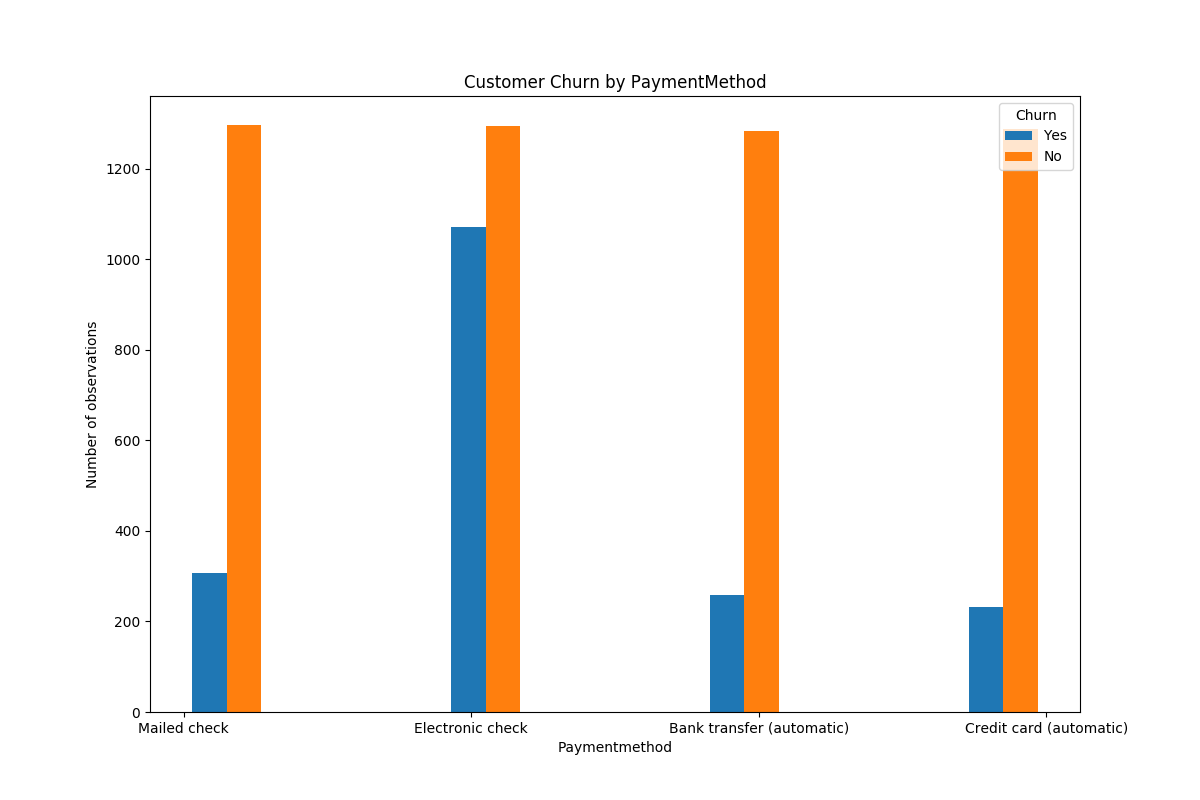 Customer Churn by PaymentMethod
Churn
Yes
No
1200
1000
800
600
400
200
0
Number of observations
Mailed check
Electronic check
Bank transfer (automatic)
Credit card (automatic)
Paymentmethod